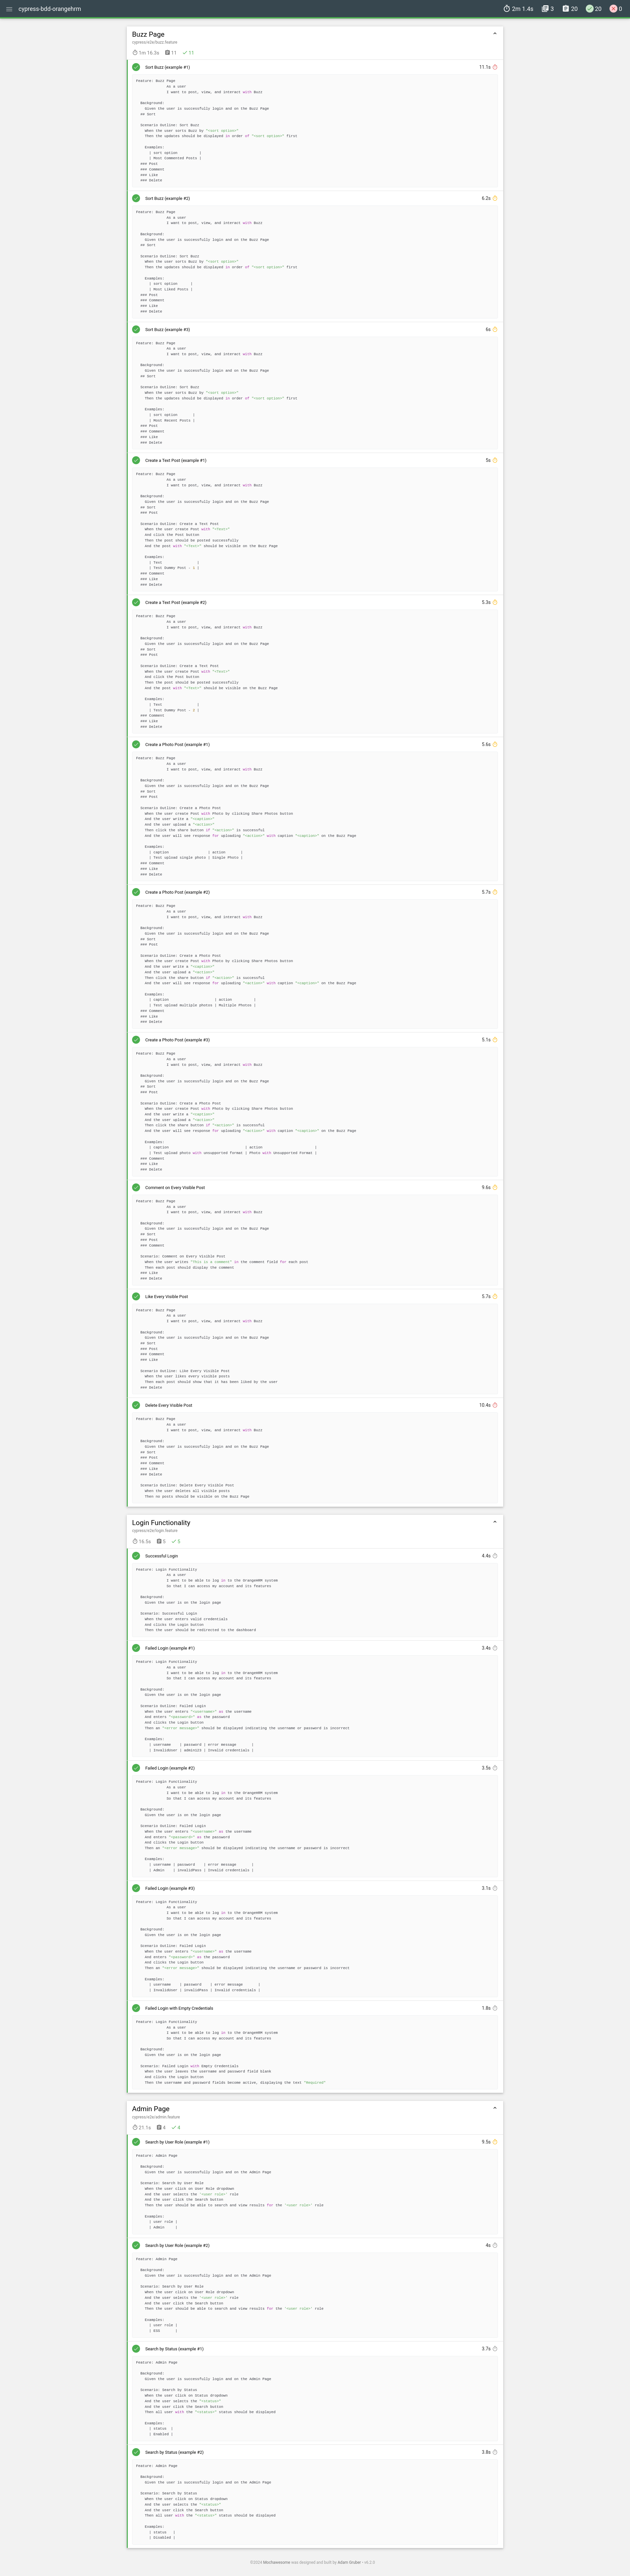 cypress-bdd-orangehrm
2m 1.4s 3 20 20 0
Buzz Page
cypress/e2e/buzz.feature
1m 16.3s 11 11
Sort Buzz (example #1) 11.1s
Feature: Buzz Page
As a user
I want to post, view, and interact with Buzz
Background:
Given the user is successfully login and on the Buzz Page
## Sort
Scenario Outline: Sort Buzz
When the user sorts Buzz by "<sort option>"
Then the updates should be displayed in order of "<sort option>" first
Examples:
| sort option |
| Most Commented Posts |
### Post
### Comment
### Like
### Delete
Sort Buzz (example #2) 6.2s
Feature: Buzz Page
As a user
I want to post, view, and interact with Buzz
Background:
Given the user is successfully login and on the Buzz Page
## Sort
Scenario Outline: Sort Buzz
When the user sorts Buzz by "<sort option>"
Then the updates should be displayed in order of "<sort option>" first
Examples:
| sort option |
| Most Liked Posts |
### Post
### Comment
### Like
### Delete
Sort Buzz (example #3) 6s
Feature: Buzz Page
As a user
I want to post, view, and interact with Buzz
Background:
Given the user is successfully login and on the Buzz Page
## Sort
Scenario Outline: Sort Buzz
When the user sorts Buzz by "<sort option>"
Then the updates should be displayed in order of "<sort option>" first
Examples:
| sort option |
| Most Recent Posts |
### Post
### Comment
### Like
### Delete
Create a Text Post (example #1) 5s
Feature: Buzz Page
As a user
I want to post, view, and interact with Buzz
Background:
Given the user is successfully login and on the Buzz Page
## Sort
### Post
Scenario Outline: Create a Text Post
When the user create Post with "<Text>"
And click the Post button
Then the post should be posted successfully
And the post with "<Text>" should be visible on the Buzz Page
Examples:
| Text |
| Test Dummy Post - 1 |
### Comment
### Like
### Delete
Create a Text Post (example #2) 5.3s
Feature: Buzz Page
As a user
I want to post, view, and interact with Buzz
Background:
Given the user is successfully login and on the Buzz Page
## Sort
### Post
Scenario Outline: Create a Text Post
When the user create Post with "<Text>"
And click the Post button
Then the post should be posted successfully
And the post with "<Text>" should be visible on the Buzz Page
Examples:
| Text |
| Test Dummy Post - 2 |
### Comment
### Like
### Delete
Create a Photo Post (example #1) 5.6s
Feature: Buzz Page
As a user
I want to post, view, and interact with Buzz
Background:
Given the user is successfully login and on the Buzz Page
## Sort
### Post
Scenario Outline: Create a Photo Post
When the user create Post with Photo by clicking Share Photos button
And the user write a "<caption>"
And the user upload a "<action>"
Then click the share button if "<action>" is successful
And the user will see response for uploading "<action>" with caption "<caption>" on the Buzz Page
Examples:
| caption | action |
| Test upload single photo | Single Photo |
### Comment
### Like
### Delete
Create a Photo Post (example #2) 5.7s
Feature: Buzz Page
As a user
I want to post, view, and interact with Buzz
Background:
Given the user is successfully login and on the Buzz Page
## Sort
### Post
Scenario Outline: Create a Photo Post
When the user create Post with Photo by clicking Share Photos button
And the user write a "<caption>"
And the user upload a "<action>"
Then click the share button if "<action>" is successful
And the user will see response for uploading "<action>" with caption "<caption>" on the Buzz Page
Examples:
| caption | action |
| Test upload multiple photos | Multiple Photos |
### Comment
### Like
### Delete
Create a Photo Post (example #3) 5.1s
Feature: Buzz Page
As a user
I want to post, view, and interact with Buzz
Background:
Given the user is successfully login and on the Buzz Page
## Sort
### Post
Scenario Outline: Create a Photo Post
When the user create Post with Photo by clicking Share Photos button
And the user write a "<caption>"
And the user upload a "<action>"
Then click the share button if "<action>" is successful
And the user will see response for uploading "<action>" with caption "<caption>" on the Buzz Page
Examples:
| caption | action |
| Test upload photo with unsupported format | Photo with unsupported Format |
### Comment
### Like
### Delete
Comment on Every Visible Post 9.6s
Feature: Buzz Page
As a user
I want to post, view, and interact with Buzz
Background:
Given the user is successfully login and on the Buzz Page
## Sort
### Post
### Comment
Scenario: Comment on Every Visible Post
When the user writes "This is a comment" in the comment field for each post
Then each post should display the comment
### Like
### Delete
Like Every Visible Post 5.7s
Feature: Buzz Page
As a user
I want to post, view, and interact with Buzz
Background:
Given the user is successfully login and on the Buzz Page
## Sort
### Post
### Comment
### Like
Scenario Outline: Like Every Visible Post
When the user likes every visible posts
Then each post should show that it has been liked by the user
### Delete
Delete Every Visible Post 10.4s
Feature: Buzz Page
As a user
I want to post, view, and interact with Buzz
Background:
Given the user is successfully login and on the Buzz Page
## Sort
### Post
### Comment
### Like
### Delete
Scenario Outline: Delete Every Visible Post
When the user deletes all visible posts
Then no posts should be visible on the Buzz Page
Login Functionality
cypress/e2e/login.feature
16.5s 5 5
Successful Login 4.4s
Feature: Login Functionality
As a user
I want to be able to log in to the OrangeHRM system
So that I can access my account and its features
Background:
Given the user is on the login page
Scenario: Successful Login
When the user enters valid credentials
And clicks the Login button
Then the user should be redirected to the dashboard
Failed Login (example #1) 3.4s
Feature: Login Functionality
As a user
I want to be able to log in to the OrangeHRM system
So that I can access my account and its features
Background:
Given the user is on the login page
Scenario Outline: Failed Login
When the user enters "<username>" as the username
And enters "<password>" as the password
And clicks the Login button
Then an "<error message>" should be displayed indicating the username or password is incorrect
Examples:
| username | password | error message |
| InvalidUser | admin123 | Invalid credentials |
Failed Login (example #2) 3.5s
Feature: Login Functionality
As a user
I want to be able to log in to the OrangeHRM system
So that I can access my account and its features
Background:
Given the user is on the login page
Scenario Outline: Failed Login
When the user enters "<username>" as the username
And enters "<password>" as the password
And clicks the Login button
Then an "<error message>" should be displayed indicating the username or password is incorrect
Examples:
| username | password | error message |
| Admin | invalidPass | Invalid credentials |
Failed Login (example #3) 3.1s
Feature: Login Functionality
As a user
I want to be able to log in to the OrangeHRM system
So that I can access my account and its features
Background:
Given the user is on the login page
Scenario Outline: Failed Login
When the user enters "<username>" as the username
And enters "<password>" as the password
And clicks the Login button
Then an "<error message>" should be displayed indicating the username or password is incorrect
Examples:
| username | password | error message |
| InvalidUser | invalidPass | Invalid credentials |
Failed Login with Empty Credentials 1.8s
Feature: Login Functionality
As a user
I want to be able to log in to the OrangeHRM system
So that I can access my account and its features
Background:
Given the user is on the login page
Scenario: Failed Login with Empty Credentials
When the user leaves the username and password field blank
and clicks the Login button
Then the username and password fields become active, displaying the text "Required"
Admin Page
cypress/e2e/admin.feature
21.1s 4 4
Search by User Role (example #1) 9.5s
Feature: Admin Page
Background:
Given the user is successfully login and on the Admin Page
Scenario: Search by User Role
When the user click on User Role dropdown
And the user selects the '<user role>' role
And the user click the Search button
Then the user should be able to search and view results for the '<user role>' role
Examples:
| user role |
| Admin |
Search by User Role (example #2) 4s
Feature: Admin Page
Background:
Given the user is successfully login and on the Admin Page
Scenario: Search by User Role
When the user click on User Role dropdown
And the user selects the '<user role>' role
And the user click the Search button
Then the user should be able to search and view results for the '<user role>' role
Examples:
| user role |
| ESS |
Search by Status (example #1) 3.7s
Feature: Admin Page
Background:
Given the user is successfully login and on the Admin Page
Scenario: Search by Status
When the user click on Status dropdown
And the user selects the "<status>"
And the user click the Search button
Then all user with the "<status>" status should be displayed
Examples:
| status |
| Enabled |
Search by Status (example #2) 3.8s
Feature: Admin Page
Background:
Given the user is successfully login and on the Admin Page
Scenario: Search by Status
When the user click on Status dropdown
And the user selects the "<status>"
And the user click the Search button
Then all user with the "<status>" status should be displayed
Examples:
| status |
| Disabled |
©2024 Mochawesome was designed and built by Adam Gruber • v6.2.0